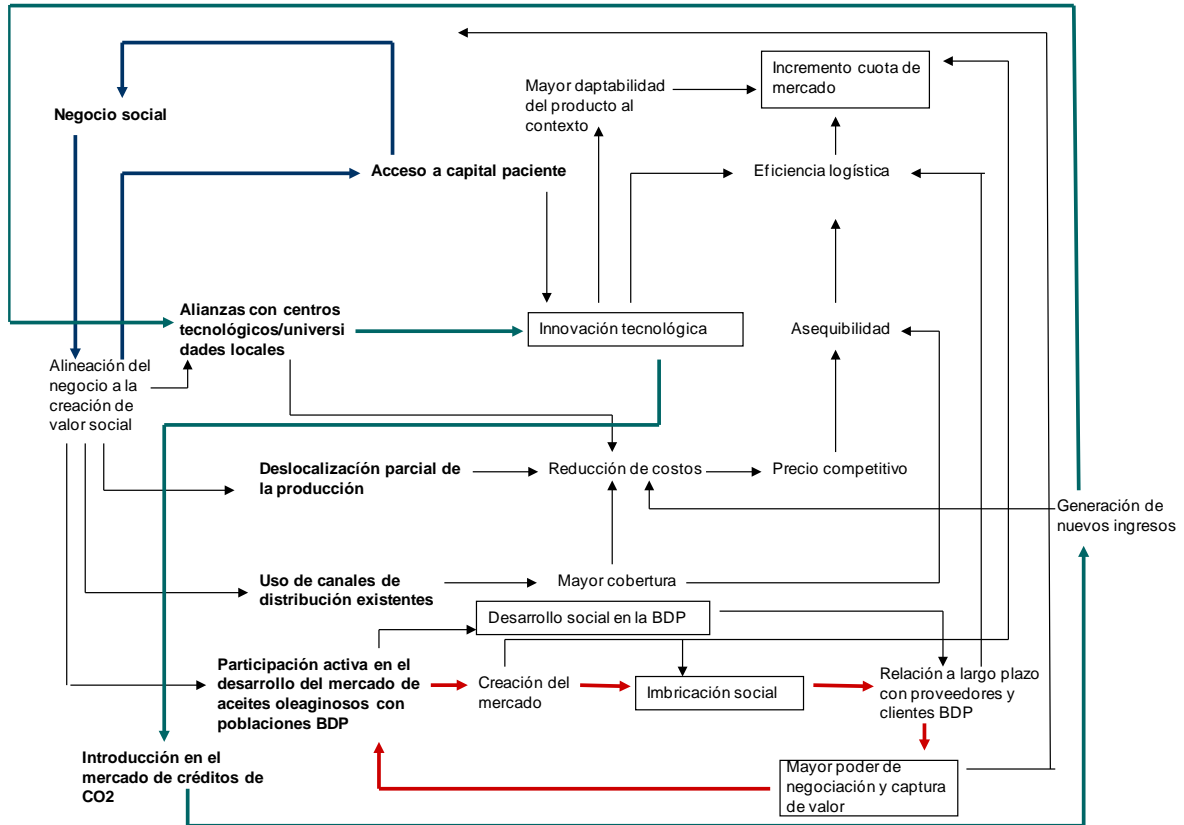 Incremento cuota de
mercado
Mayor daptabilidad
del producto al
contexto
Negocio social
Acceso a capital paciente
Eficiencia logística
Alianzas con centros
tecnológicos/universi
dades locales
Innovación tecnológica
Asequibilidad
Alineación del
negocio a la
creación de
valor social
Deslocalización parcial de
la producción
Reducción de costos
Precio competitivo
Generación de
nuevos ingresos
Uso de canales de
distribución existentes
Mayor cobertura
Desarrollo social en la BDP
Participación activa en el
desarrollo del mercado de
aceites oleaginosos con
poblaciones BDP
Creación del
mercado
Imbricación social
Relación a largo plazo
con proveedores y
clientes BDP
Introducción en el
mercado de créditos de
CO2
Mayor poder de
negociación y captura
de valor